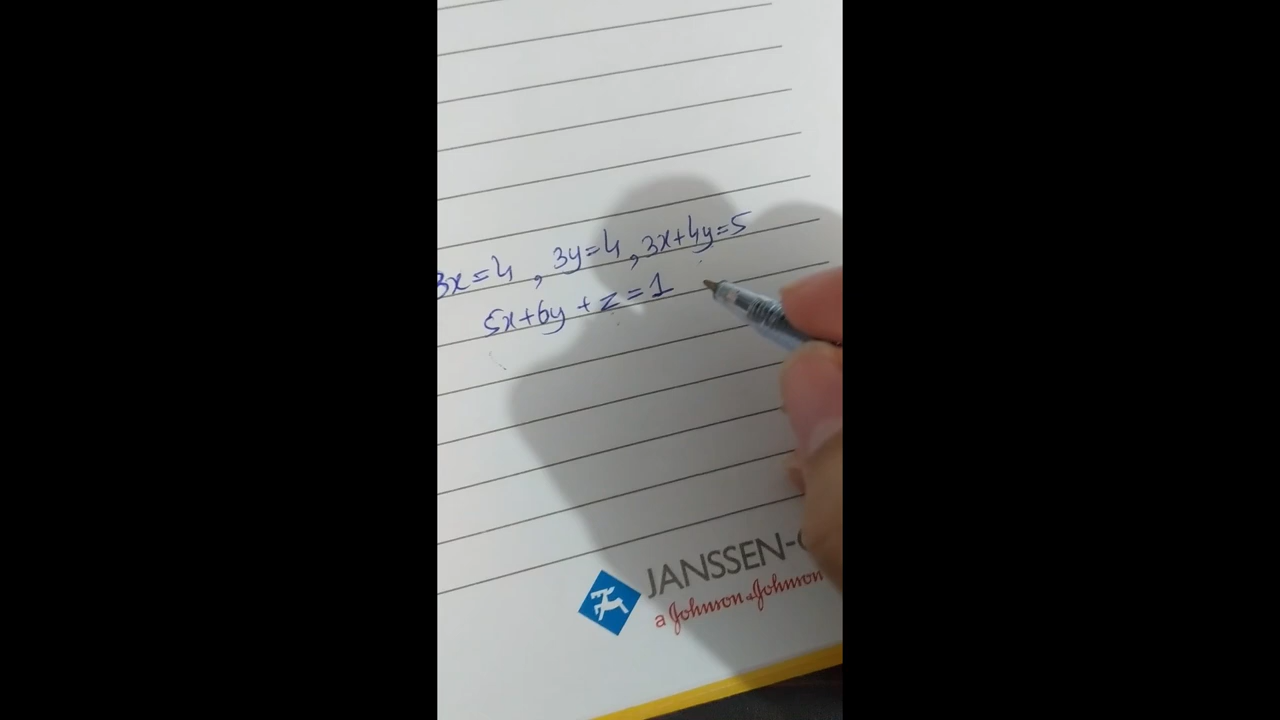 3x=4 , 3y=4 , 3x+4y=5
5x+6y+z=1
JANSSEN-
a Johnson & Johnson